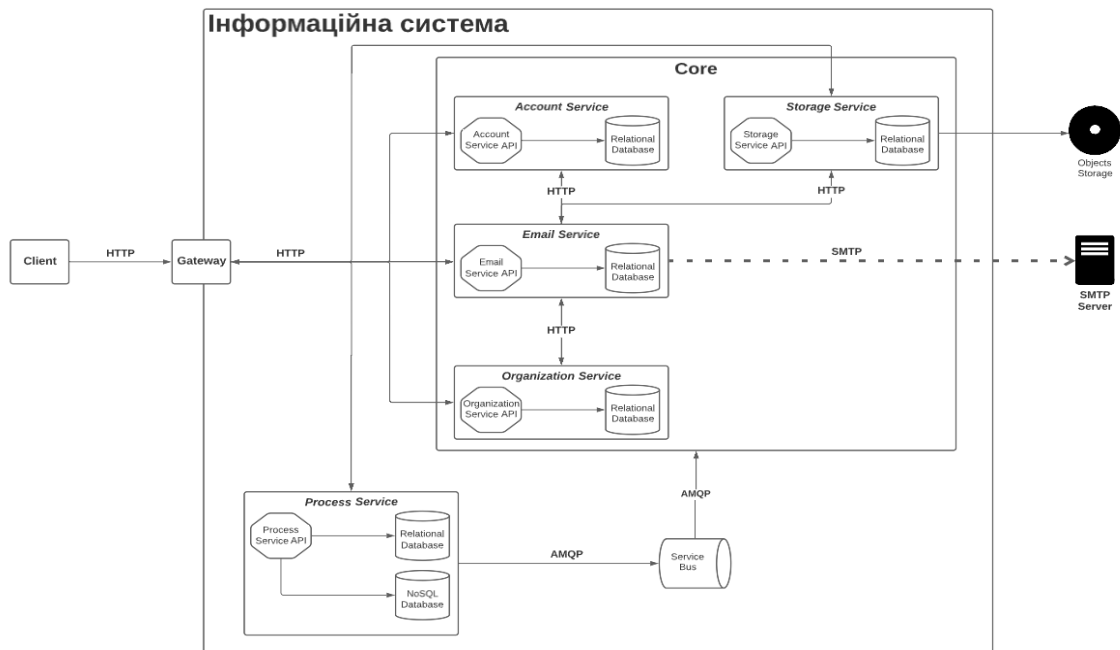 Інформаційна система
Core
Account Service
Account
Service API
Relational
Database
Storage Service
Storage
Service API
Relational
Database
Objects
Storage
HTTP
HTTP
Client
HTTP
Gateway
HTTP
Email Service
Email
Service API
Relational
Database
SMTP
SMTP
Server
HTTP
Organization Service
Organization
Service API
Relational
Database
AMQP
Process Service
Process
Service API
Relational
Database
NoSQL
Database
AMQP
Service
Bus